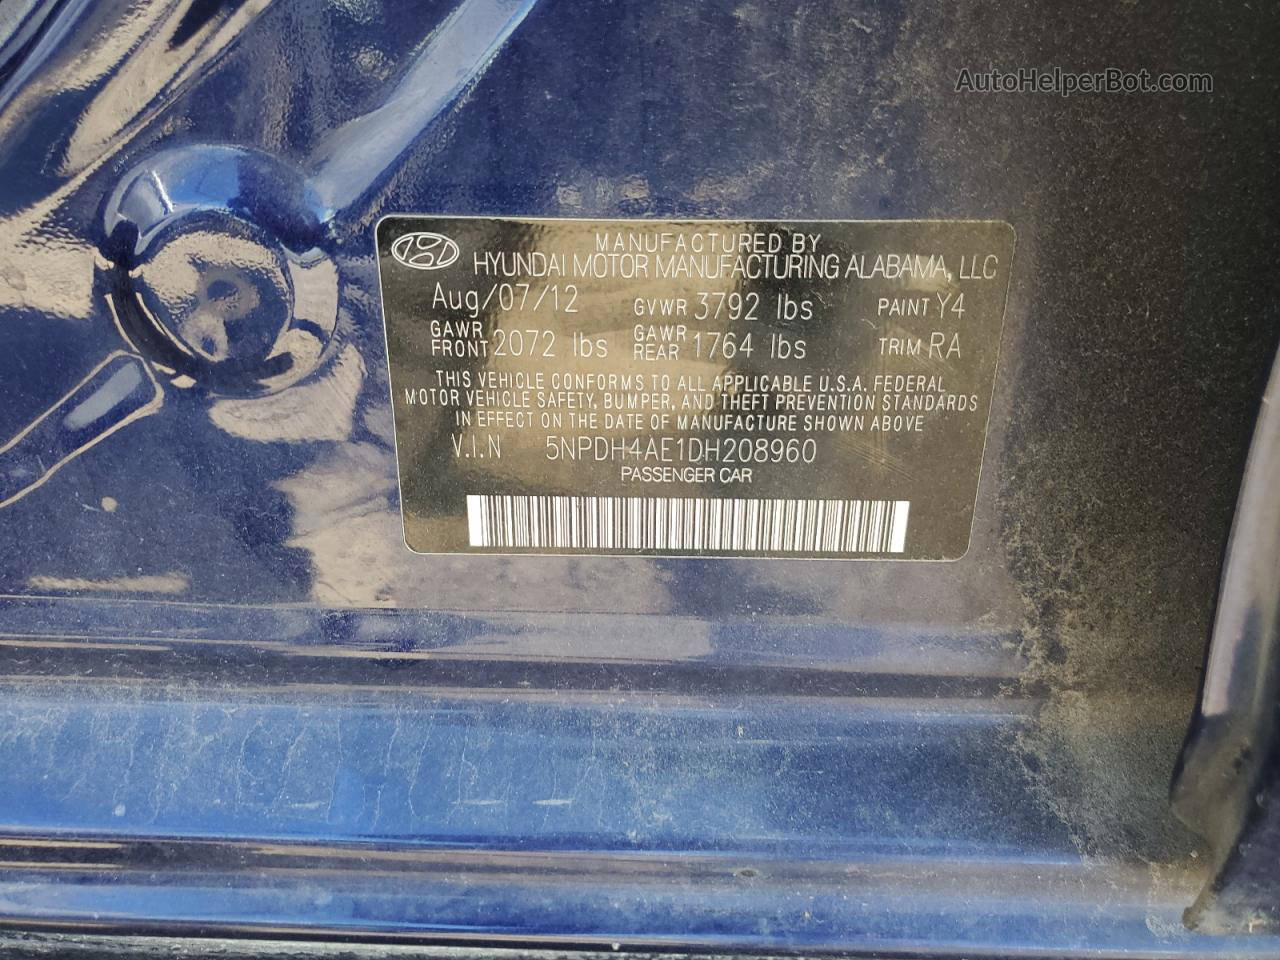 AutoHelperBot.com
MANUFACTURED BY
HYUNDAI MOTOR MANUFACTURING ALABAMA, LLC
Aug/07/12 GVWR 3792 lbs PAINT Y4
GAWR FRONT 2072 lbs GAWR REAR 1764 lbs TRIM RA
THIS VEHICLE CONFORMS TO ALL APPLICABLE U.S.A. FEDERAL
MOTOR VEHICLE SAFETY, BUMPER, AND THEFT PREVENTION STANDARDS
IN EFFECT ON THE DATE OF MANUFACTURE SHOWN ABOVE
V.I.N 5NPDH4AE1DH208960
PASSENGER CAR